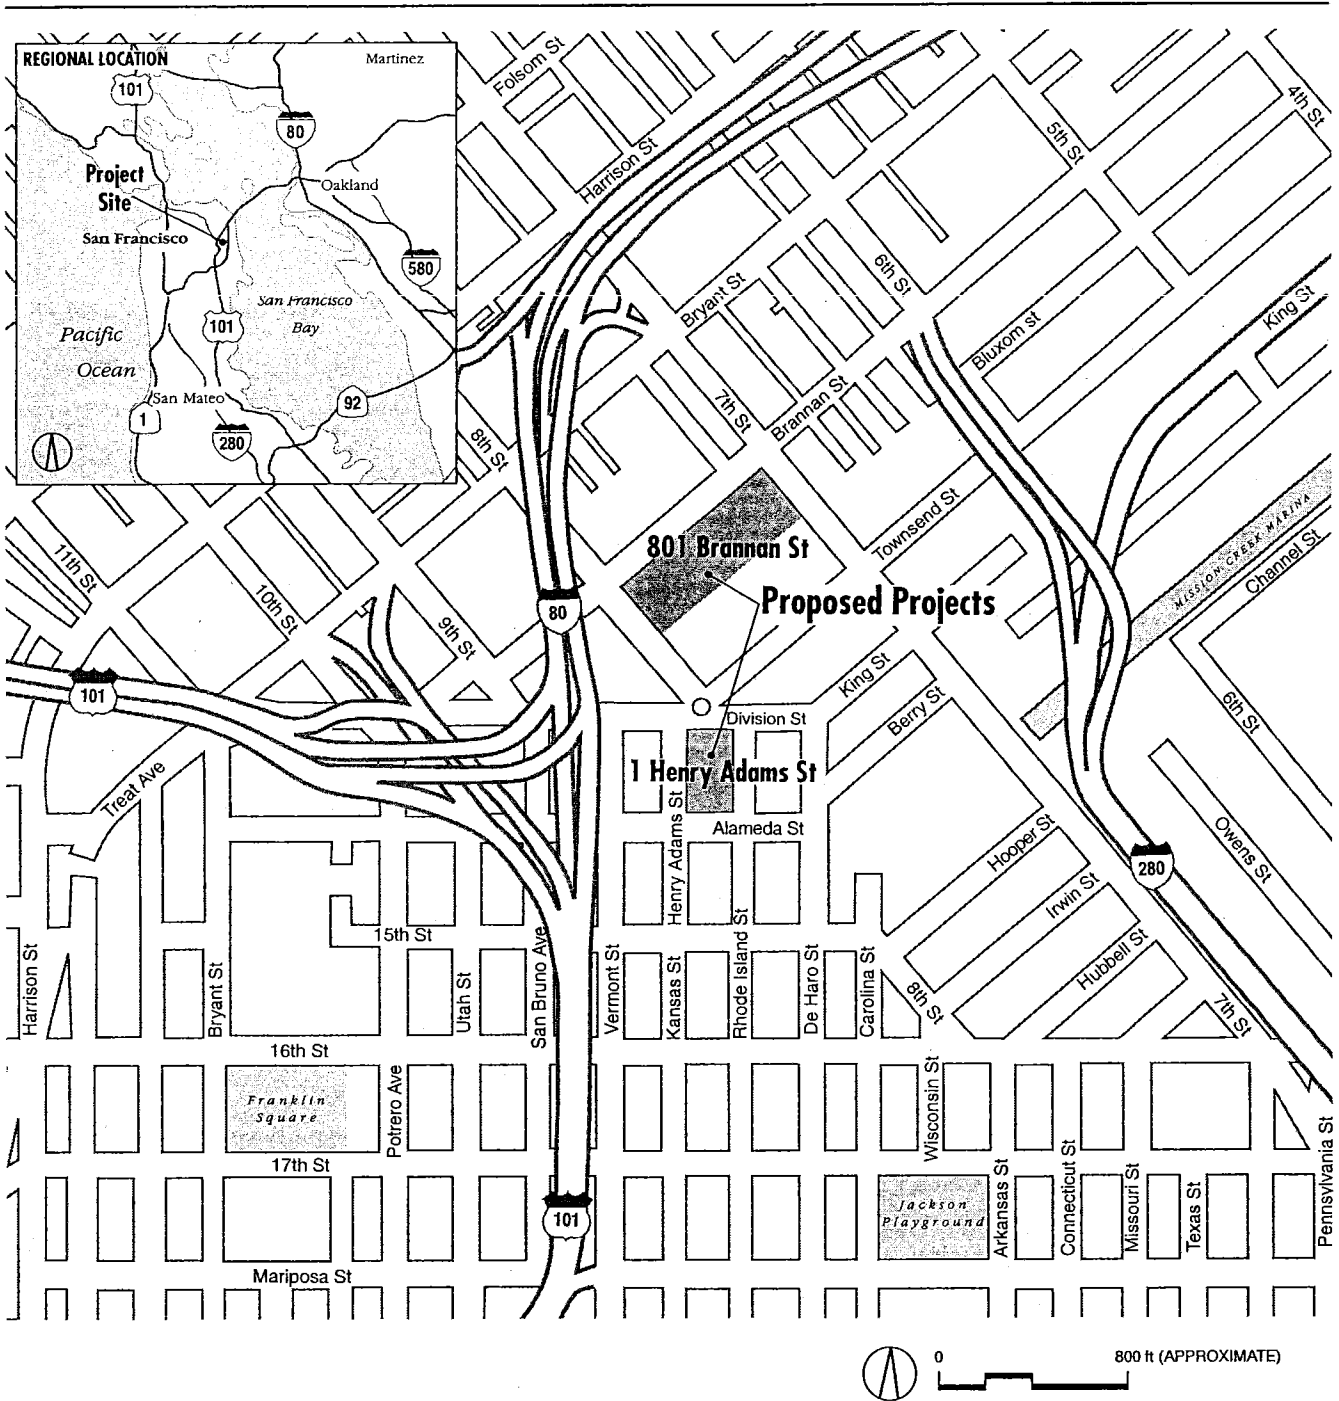 REGIONAL LOCATION
101
Martinez
80
Project
Site
Oakland
San Francisco
580
San Francisco
Bay
101
Pacific
Ocean
San Mateo
92
1
280
Folsom St
Harrison St
4th St
5th St
6th St
Bryant St
King St
Bluxom st
7th St
Brannan St
8th St
Townsend St
MISSION CREEK MARINA
Channel St
801 Brannan St
Proposed Projects
11th St
10th St
9th St
80
101
King St
Berry St
6th St
Division St
1 Henry Adams St
Treat Ave
Henry Adams St
Alameda St
Hooper St
Owens St
280
Irwin St
15th St
Hubbell St
Harrison St
Bryant St
Utah St
San Bruno Ave
Vermont St
Kansas St
Rhode Island St
De Haro St
Carolina St
8th St
7th St
16th St
Franklin
Square
Potrero Ave
Wisconsin St
17th St
Jackson
Playground
Arkansas St
Connecticut St
Missouri St
Texas St
Pennsylvania St
101
Mariposa St
0
800 ft (APPROXIMATE)